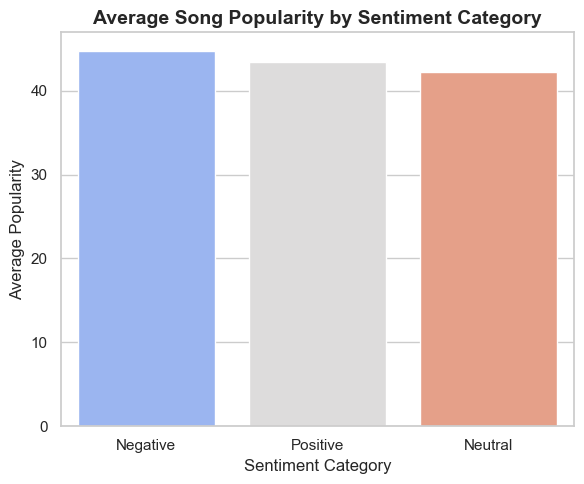 Average Song Popularity by Sentiment Category
Average Popularity
40
30
20
10
0
Negative
Positive
Neutral
Sentiment Category